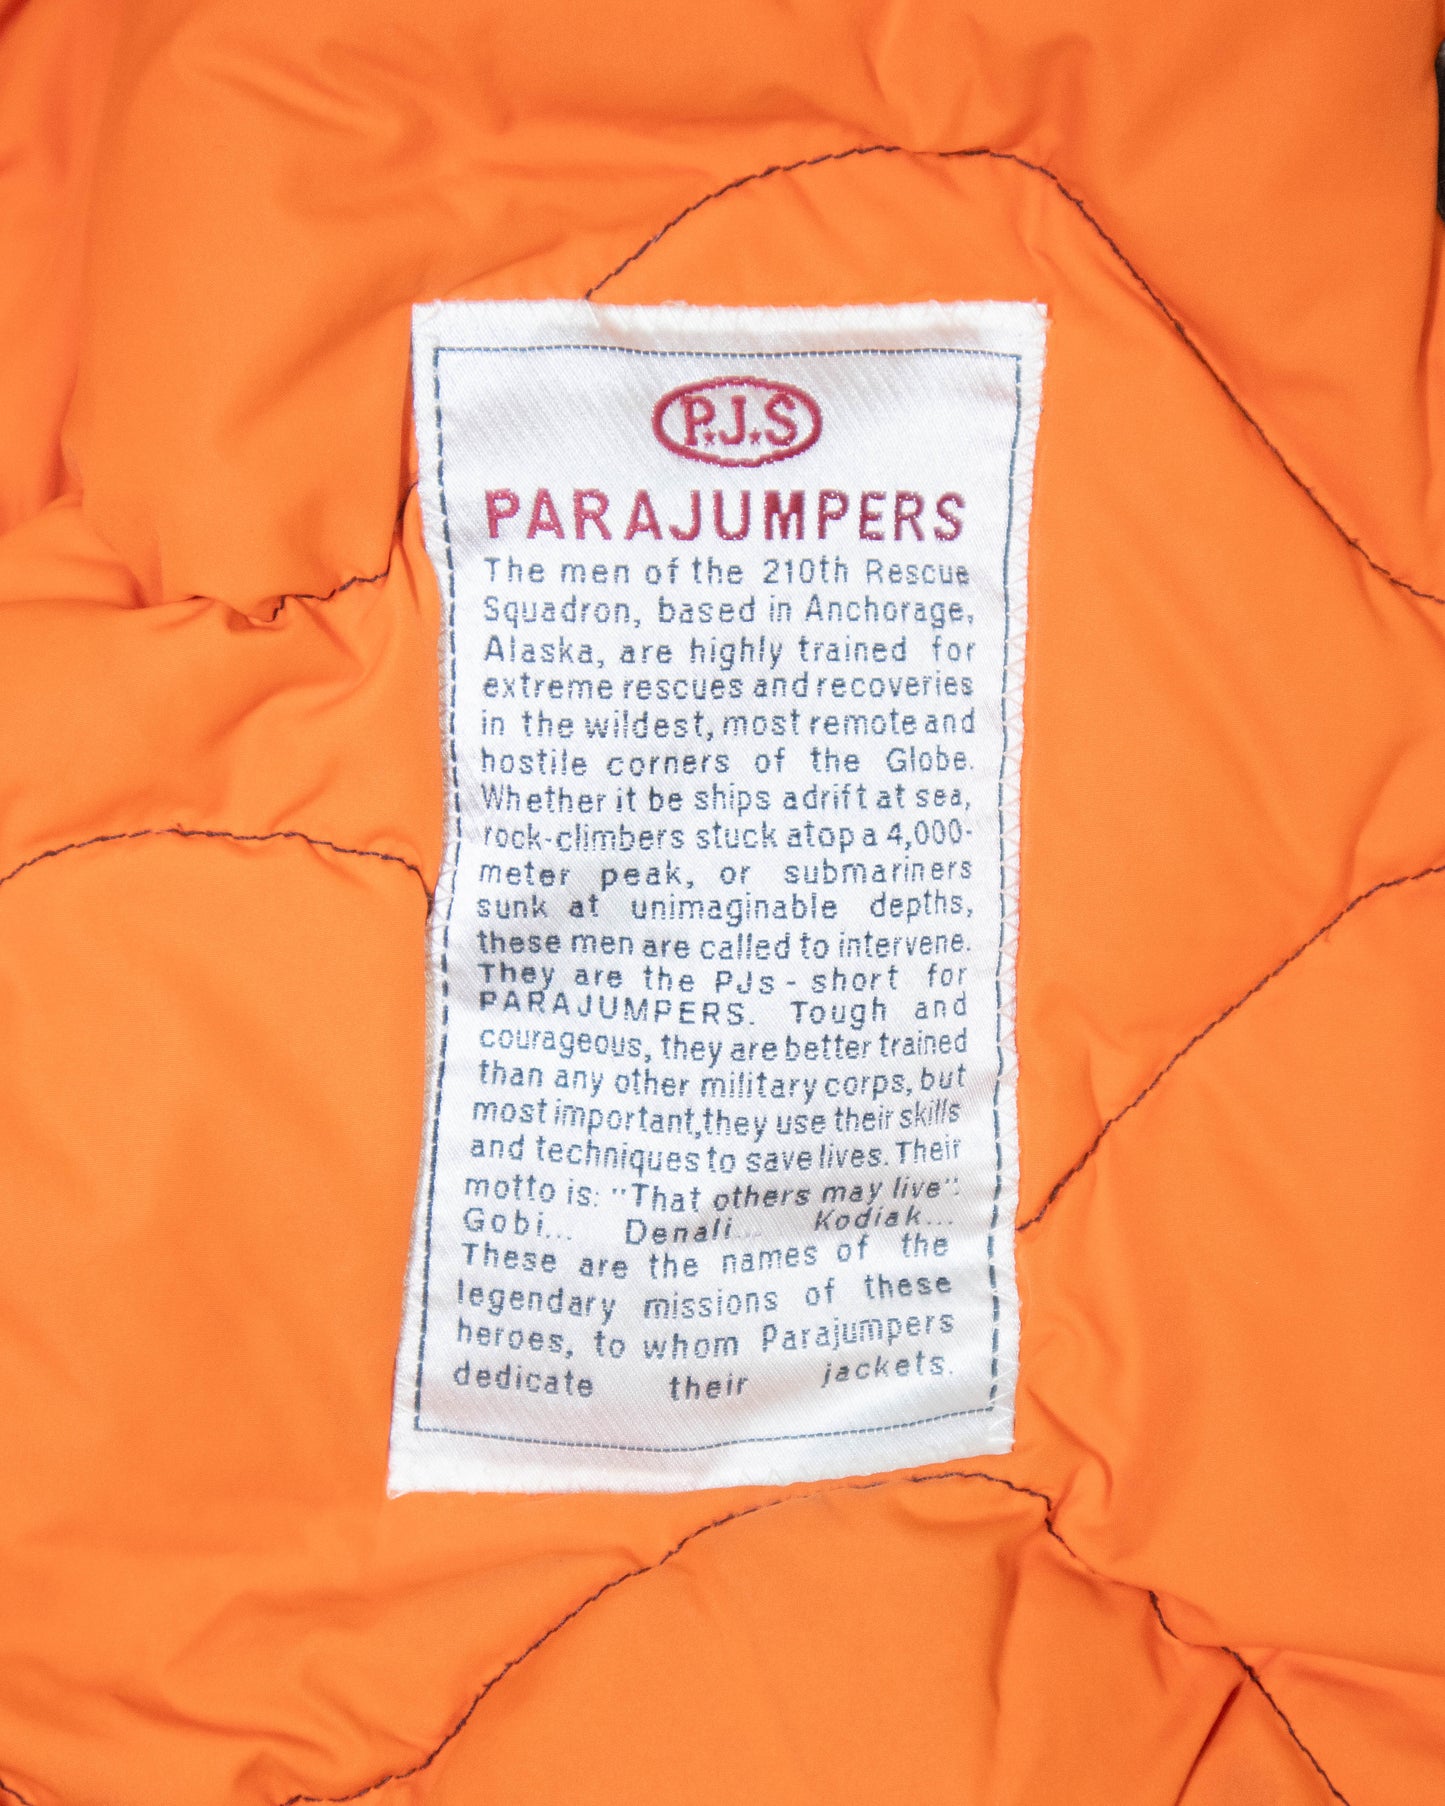 P.J.S
PARAJUMPERS
The men of the 210th Rescue
Squadron, based in Anchorage,
Alaska, are highly trained for
extreme rescues and recoveries
in the wildest, most remote and
hostile corners of the Globe.
Whether it be ships adrift at sea,
rock-climbers stuck atop a 4,000-
meter peak, or submariners
sunk at unimaginable depths,
these men are called to intervene.
They are the PJs - short for
PARAJUMPERS. Tough and
courageous, they are better trained
than any other military corps, but
most important, they use their skills
and techniques to save lives. Their
motto is: "That others may live".
Gobi... Denali... Kodiak...
These are the names of the
legendary missions of these
heroes, to whom Parajumpers
dedicate their jackets.